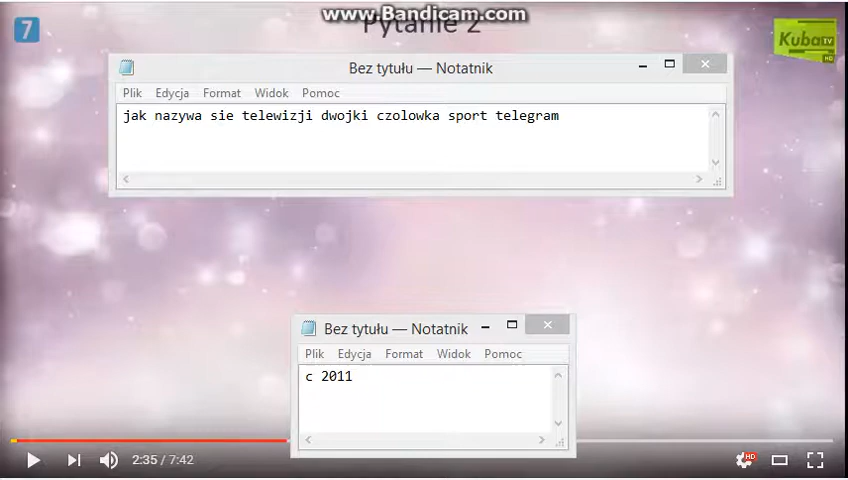 www.Bandicam.com
Pytanie 2
7
Kuba TV
HD
Bez tytułu — Notatnik
Plik Edycja Format Widok Pomoc
jak nazywa sie telewizji dwojki czolowka sport telegram
Bez tytułu — Notatnik
Plik Edycja Format Widok Pomoc
c 2011
2:35 / 7:42
HD